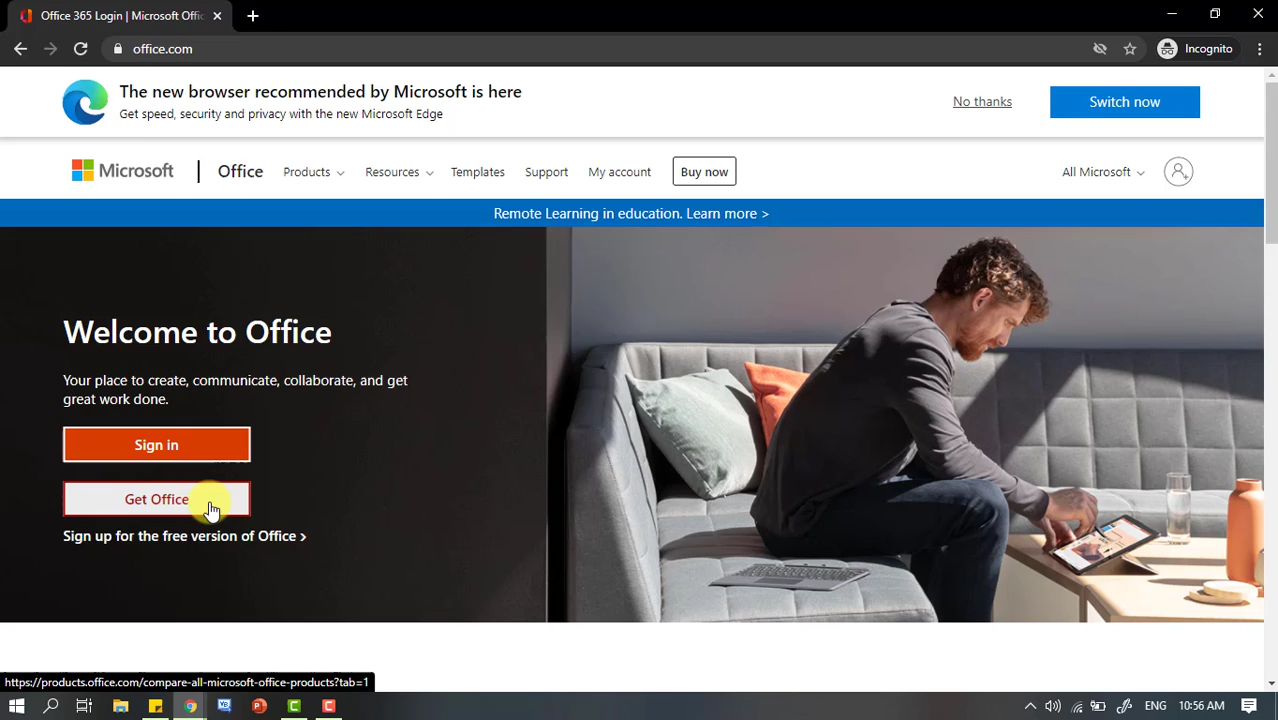 Office 365 Login | Microsoft Offic
office.com
Incognito
The new browser recommended by Microsoft is here
Get speed, security and privacy with the new Microsoft Edge
No thanks
Switch now
Microsoft
Office
Products
Resources
Templates
Support
My account
Buy now
All Microsoft
Remote Learning in education. Learn more >
Welcome to Office
Your place to create, communicate, collaborate, and get
great work done.
Sign in
Get Office
Sign up for the free version of Office >
https://products.office.com/compare-all-microsoft-office-products?tab=1
ENG
10:56 AM